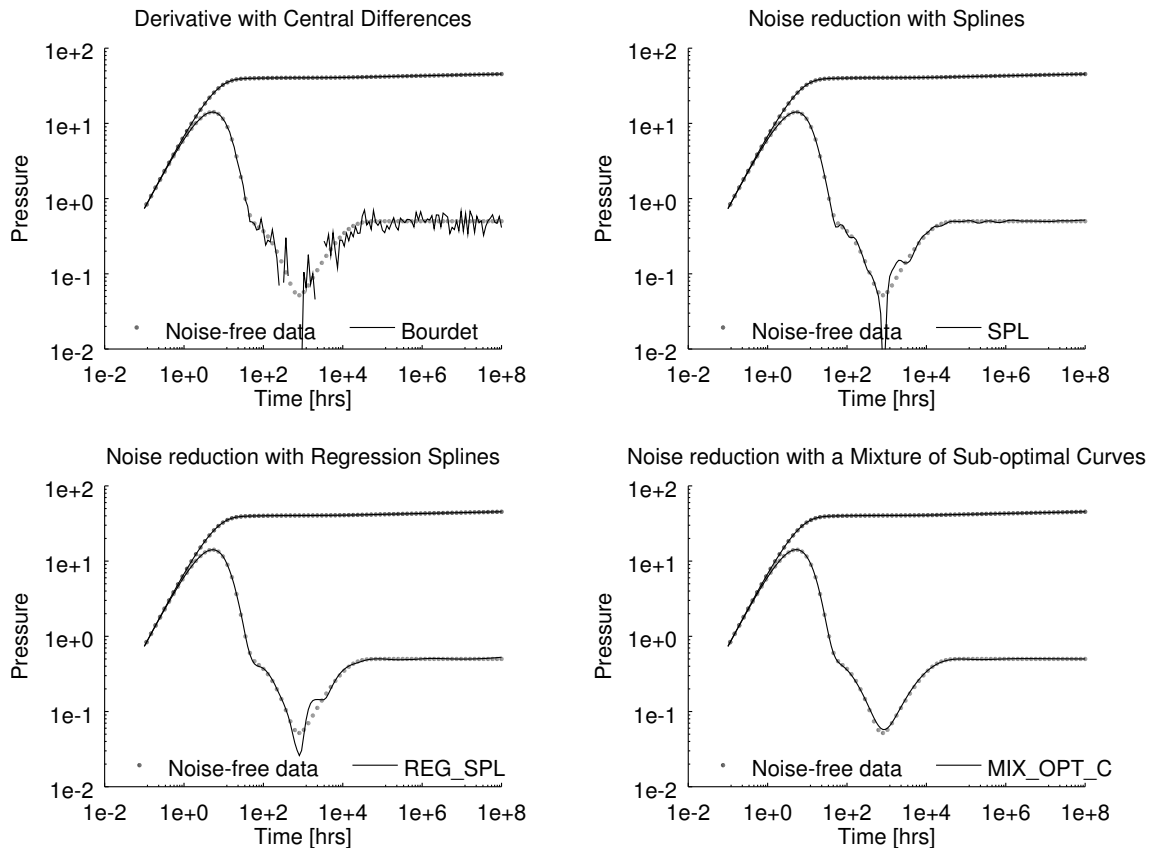 Derivative with Central Differences
1e+2
1e+1
1e+0
1e-1
1e-2
Pressure
Noise-free data
Bourdet
1e-2 1e+0 1e+2 1e+4 1e+6 1e+8
Time [hrs]
Noise reduction with Splines
1e+2
1e+1
1e+0
1e-1
1e-2
Pressure
Noise-free data
SPL
1e-2 1e+0 1e+2 1e+4 1e+6 1e+8
Time [hrs]
Noise reduction with Regression Splines
1e+2
1e+1
1e+0
1e-1
1e-2
Pressure
Noise-free data
REG_SPL
1e-2 1e+0 1e+2 1e+4 1e+6 1e+8
Time [hrs]
Noise reduction with a Mixture of Sub-optimal Curves
1e+2
1e+1
1e+0
1e-1
1e-2
Pressure
Noise-free data
MIX_OPT_C
1e-2 1e+0 1e+2 1e+4 1e+6 1e+8
Time [hrs]